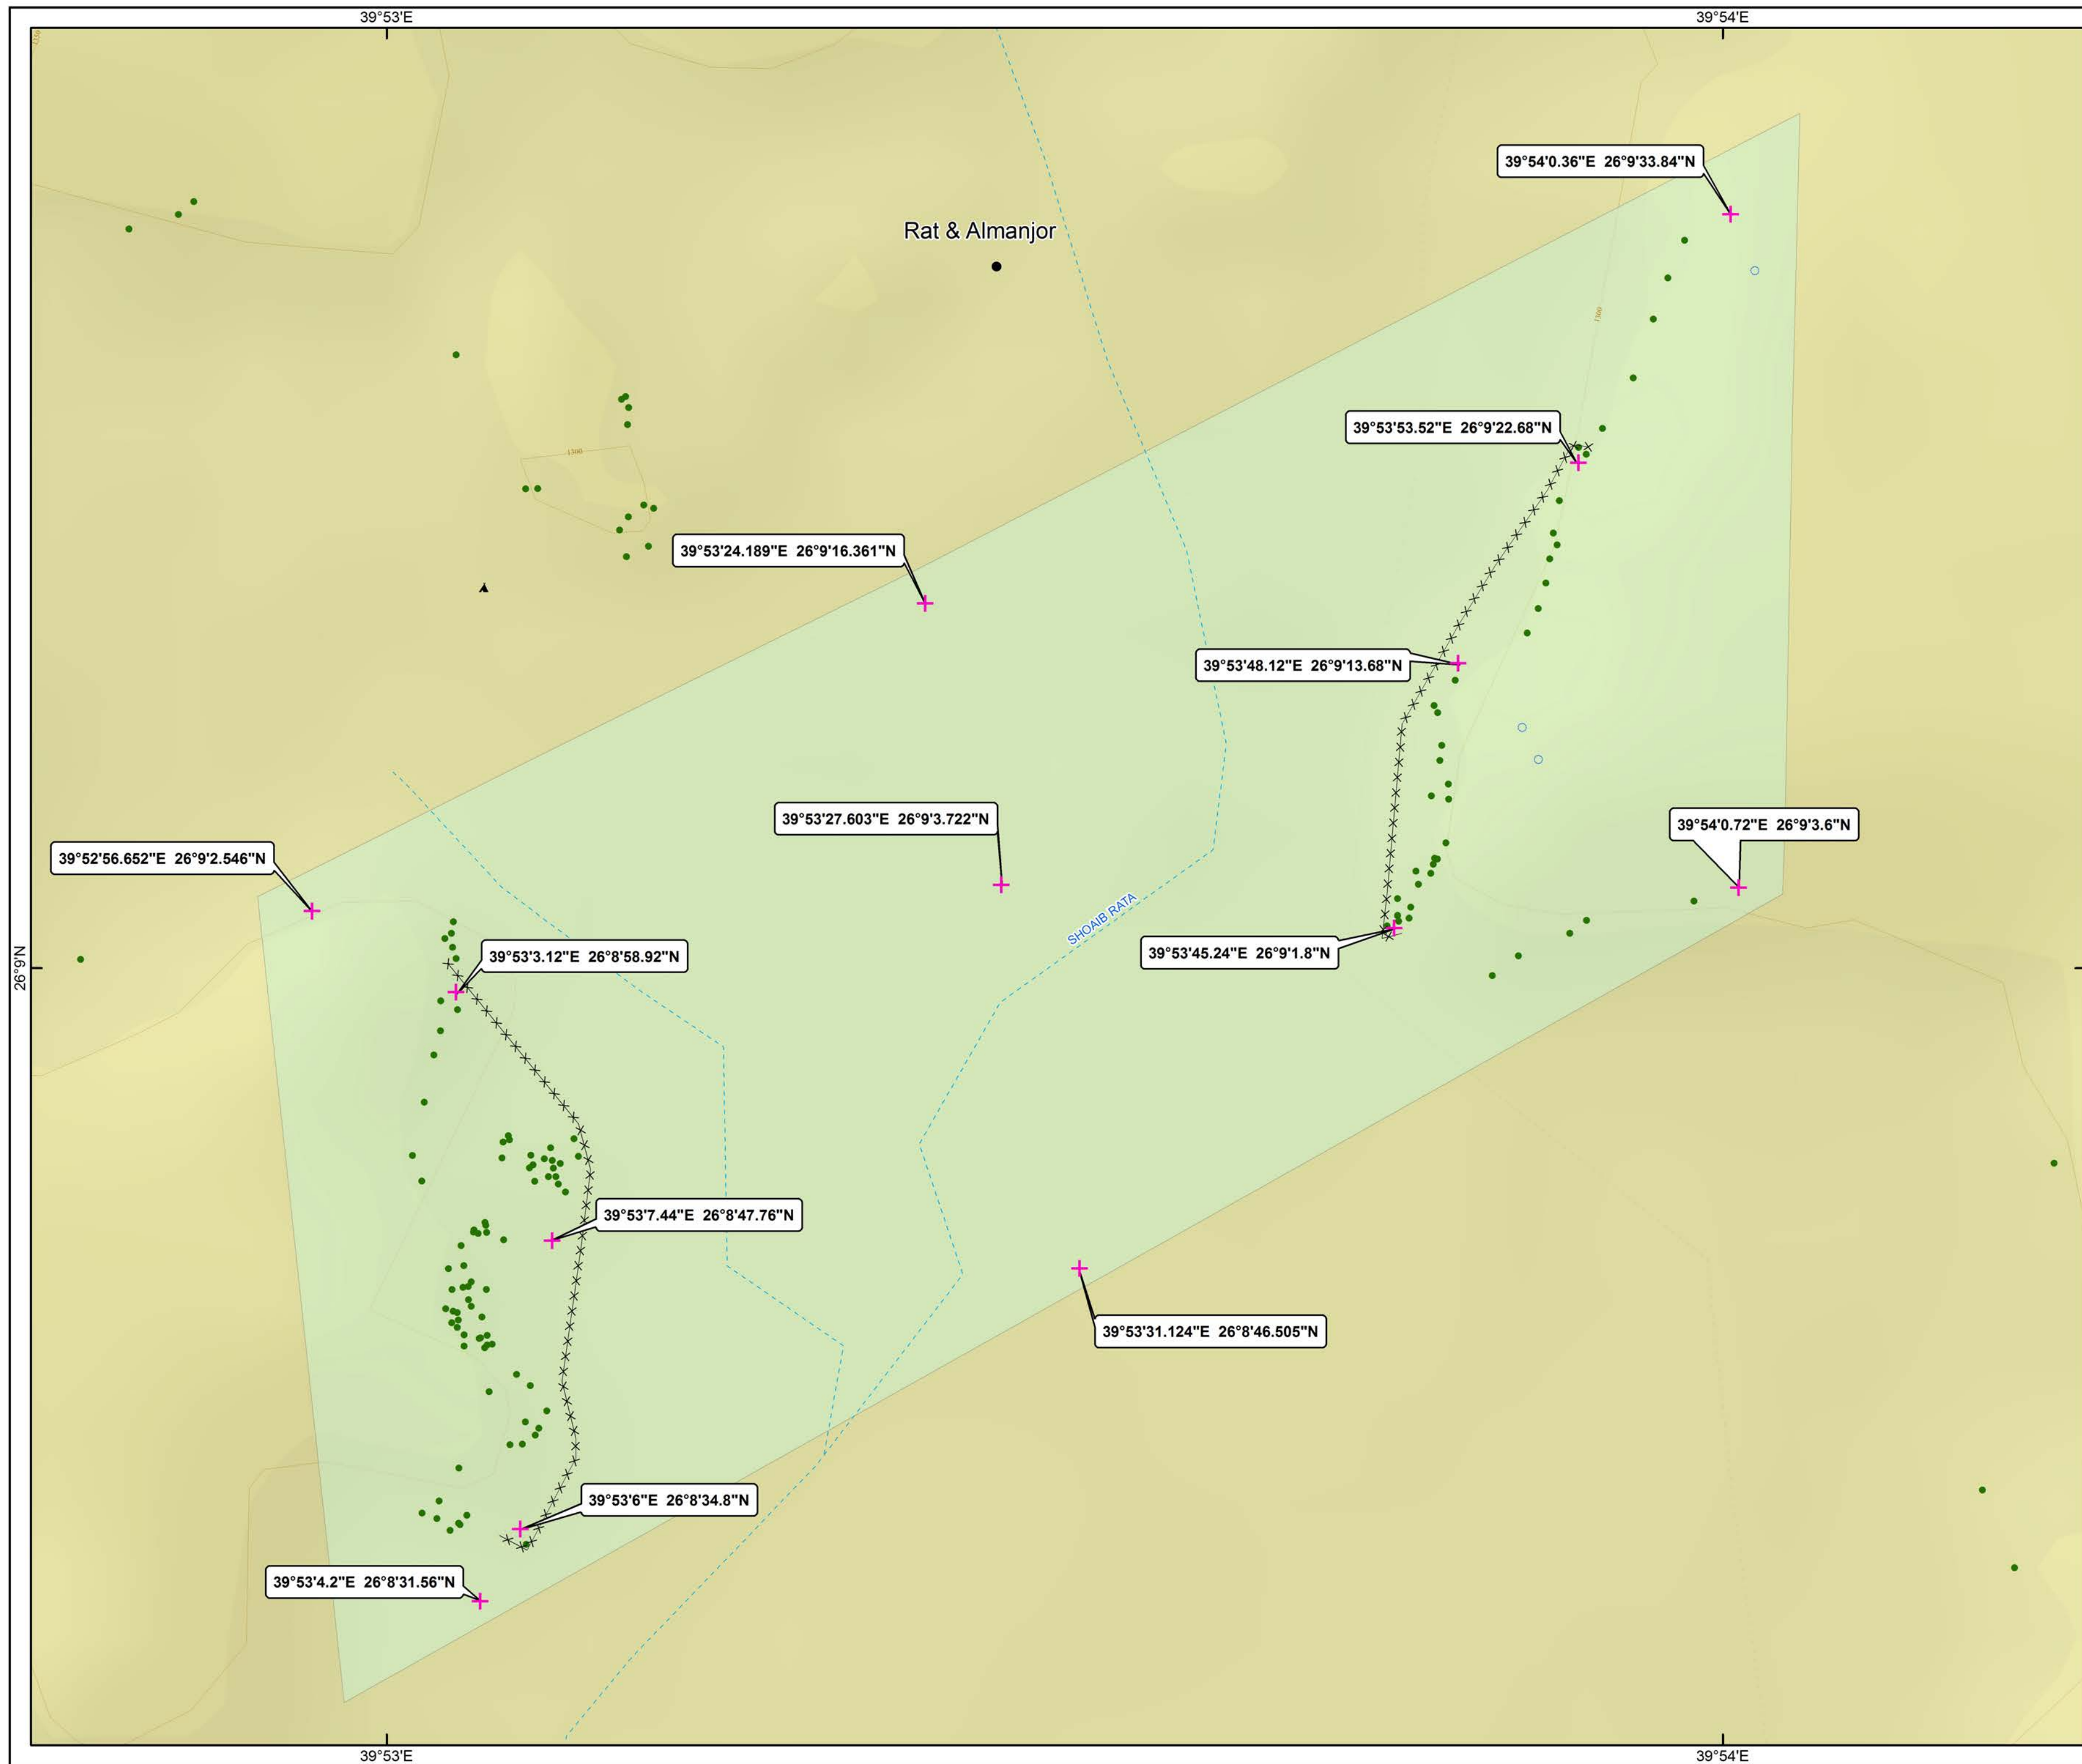 39°53'E
39°54'E
39°54'0.36"E 26°9'33.84"N
Rat & Almanjor
1300
39°53'53.52"E 26°9'22.68"N
1300
39°53'24.189"E 26°9'16.361"N
39°53'48.12"E 26°9'13.68"N
39°53'27.603"E 26°9'3.722"N
39°54'0.72"E 26°9'3.6"N
39°52'56.652"E 26°9'2.546"N
SHOAIB RATA
39°53'45.24"E 26°9'1.8"N
39°53'3.12"E 26°8'58.92"N
26°9'N
39°53'7.44"E 26°8'47.76"N
39°53'31.124"E 26°8'46.505"N
39°53'6"E 26°8'34.8"N
39°53'4.2"E 26°8'31.56"N
39°53'E
39°54'E